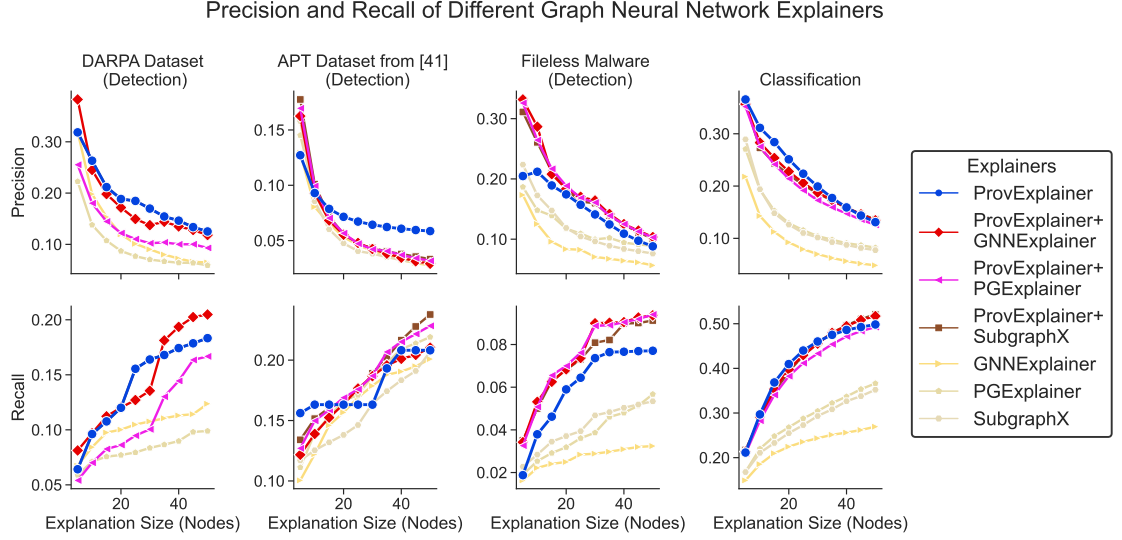 Precision and Recall of Different Graph Neural Network Explainers
DARPA Dataset
(Detection)
APT Dataset from [41]
(Detection)
Fileless Malware
(Detection)
Classification
Precision
0.30
0.20
0.10
0.15
0.10
0.05
0.30
0.20
0.10
0.30
0.20
0.10
Recall
0.20
0.15
0.10
0.05
0.20
0.15
0.10
0.08
0.06
0.04
0.02
0.50
0.40
0.30
0.20
20 40
20 40
20 40
20 40
Explanation Size (Nodes)
Explanation Size (Nodes)
Explanation Size (Nodes)
Explanation Size (Nodes)
Explainers
ProvExplainer
ProvExplainer+
GNNExplainer
ProvExplainer+
PGExplainer
ProvExplainer+
SubgraphX
GNNExplainer
PGExplainer
SubgraphX